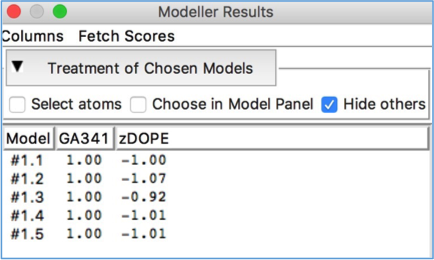 Modeller Results
Columns Fetch Scores
Treatment of Chosen Models
Select atoms Choose in Model Panel Hide others
Model GA341 zDOPE
#1.1 1.00 -1.00
#1.2 1.00 -1.07
#1.3 1.00 -0.92
#1.4 1.00 -1.01
#1.5 1.00 -1.01